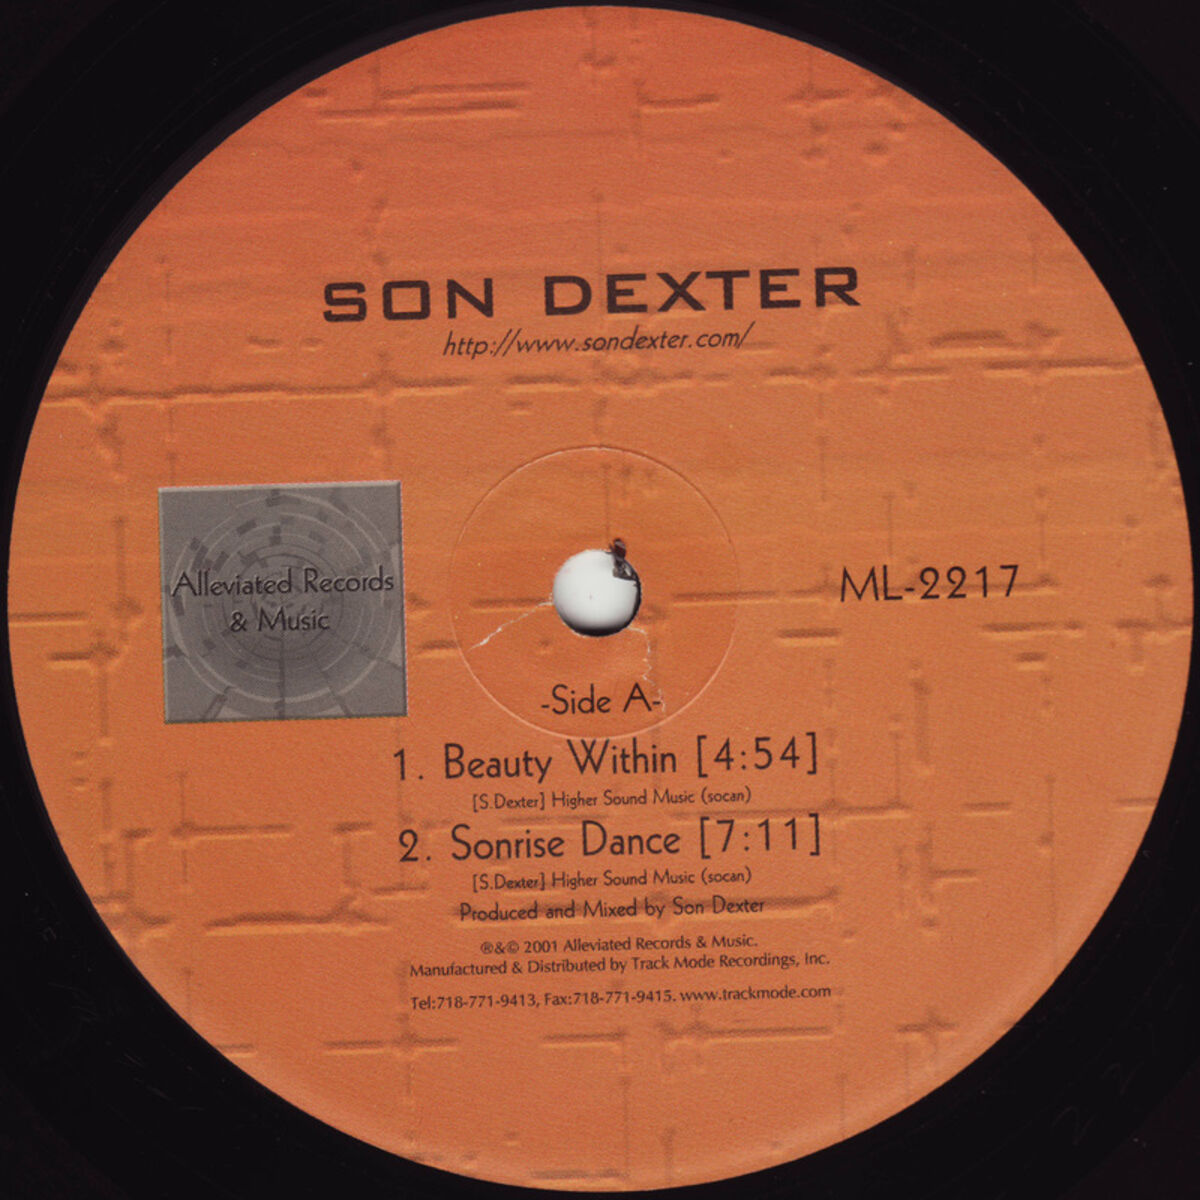 SON DEXTER
http://www.sondexter.com/
Alleviated Records
& Music
ML-2217
-Side A-
1. Beauty Within [4:54]
[S.Dexter] Higher Sound Music (socan)
2. Sonrise Dance [7:11]
[S.Dexter] Higher Sound Music (socan)
Produced and Mixed by Son Dexter
®&© 2001 Alleviated Records & Music.
Manufactured & Distributed by Track Mode Recordings, Inc.
Tel:718-771-9413, Fax:718-771-9415. www.trackmode.com